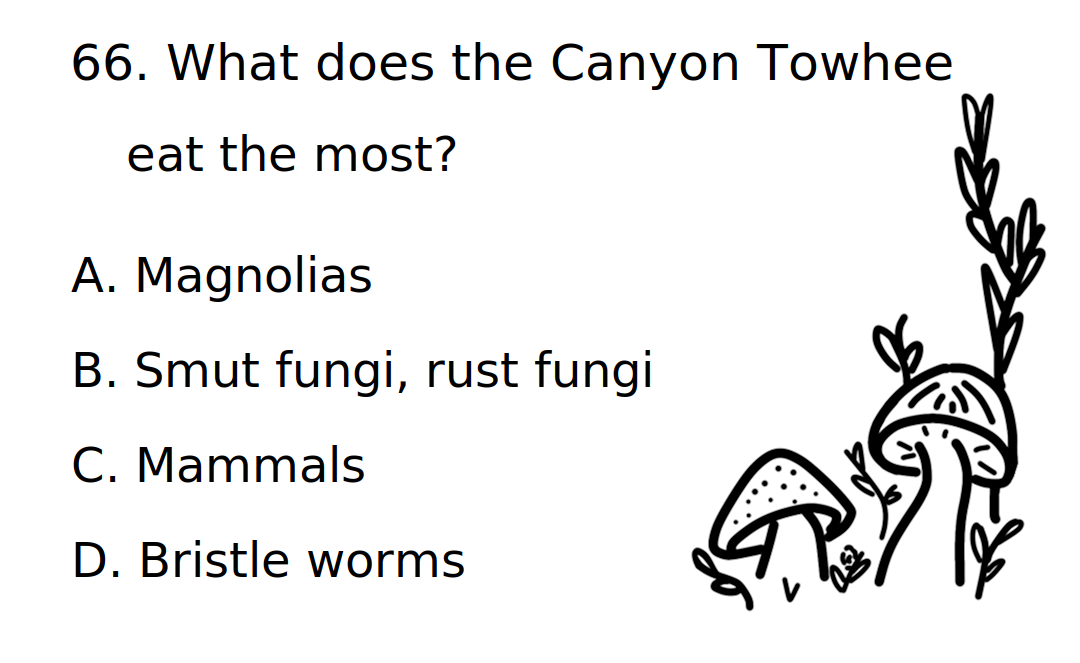 66. What does the Canyon Towhee
eat the most?
A. Magnolias
B. Smut fungi, rust fungi
C. Mammals
D. Bristle worms